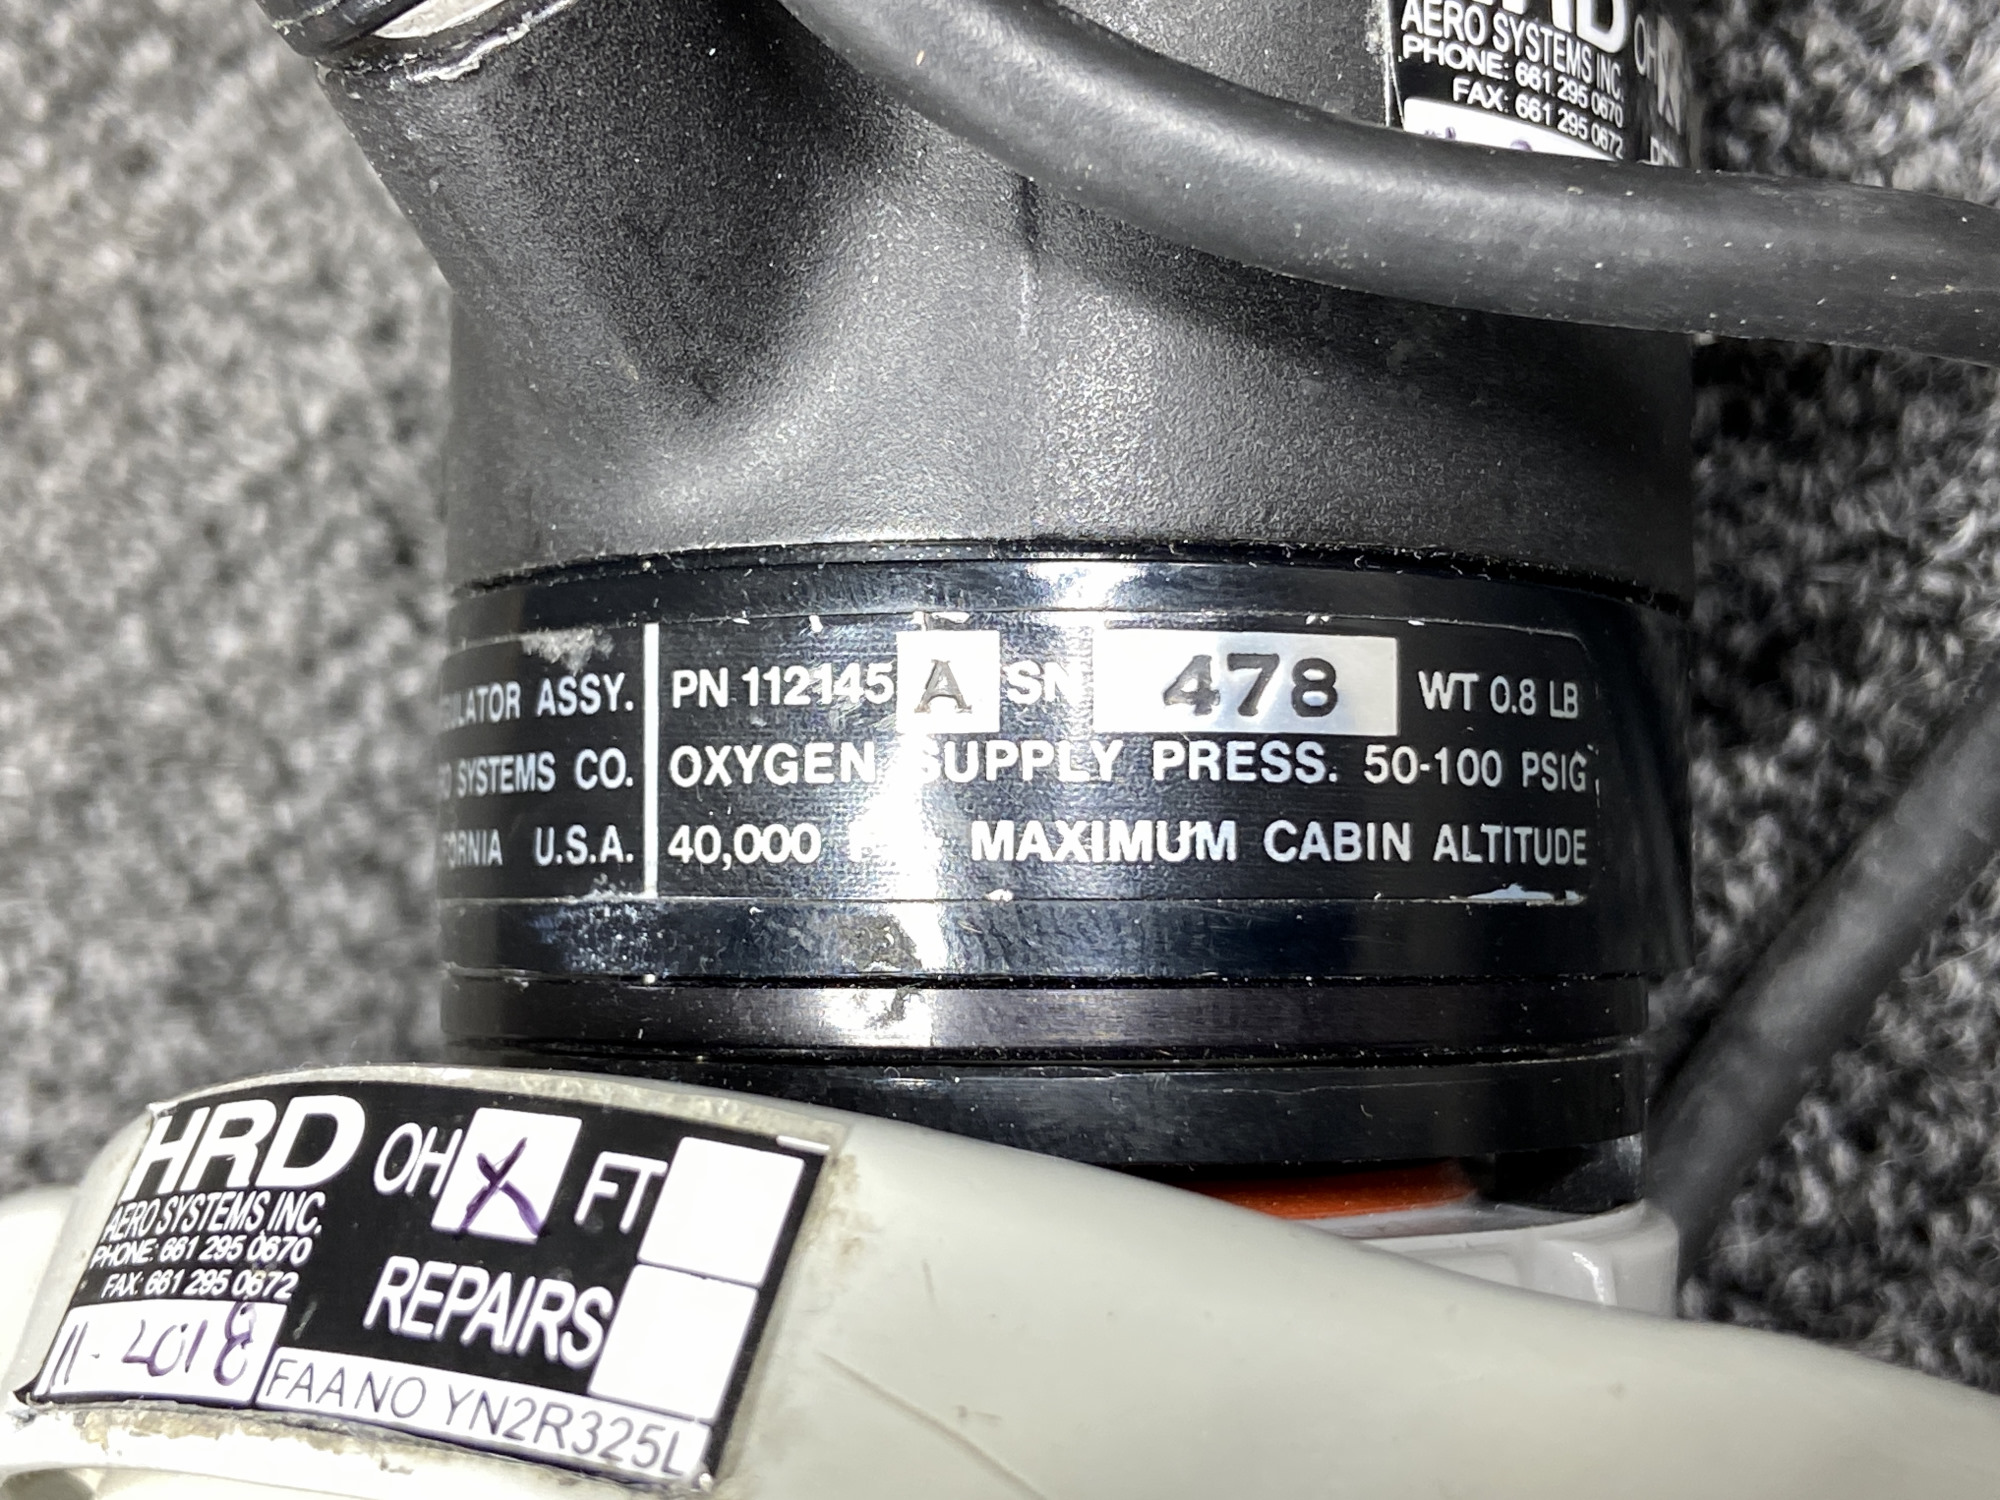 AERO SYSTEMS INC.
PHONE: 661 295 0670
FAX: 661 295 0672
OH
ASSY.
SYSTEMS CO.
U.S.A.
PN 112145 A SN 478 WT 0.8 LB
OXYGEN SUPPLY PRESS. 50-100 PSIG
40,000 MAXIMUM CABIN ALTITUDE
HRD OH X FT
AERO SYSTEMS INC.
PHONE: 661 295 0670
FAX: 661 295 0672
REPAIRS
11-2018
FAA NO YN2R325L